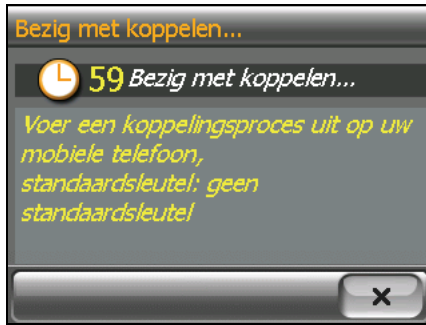 Bezig met koppelen...
59 Bezig met koppelen...
Voer een koppelingsproces uit op uw
mobiele telefoon,
standaardsleutel: geen
standaardsleutel